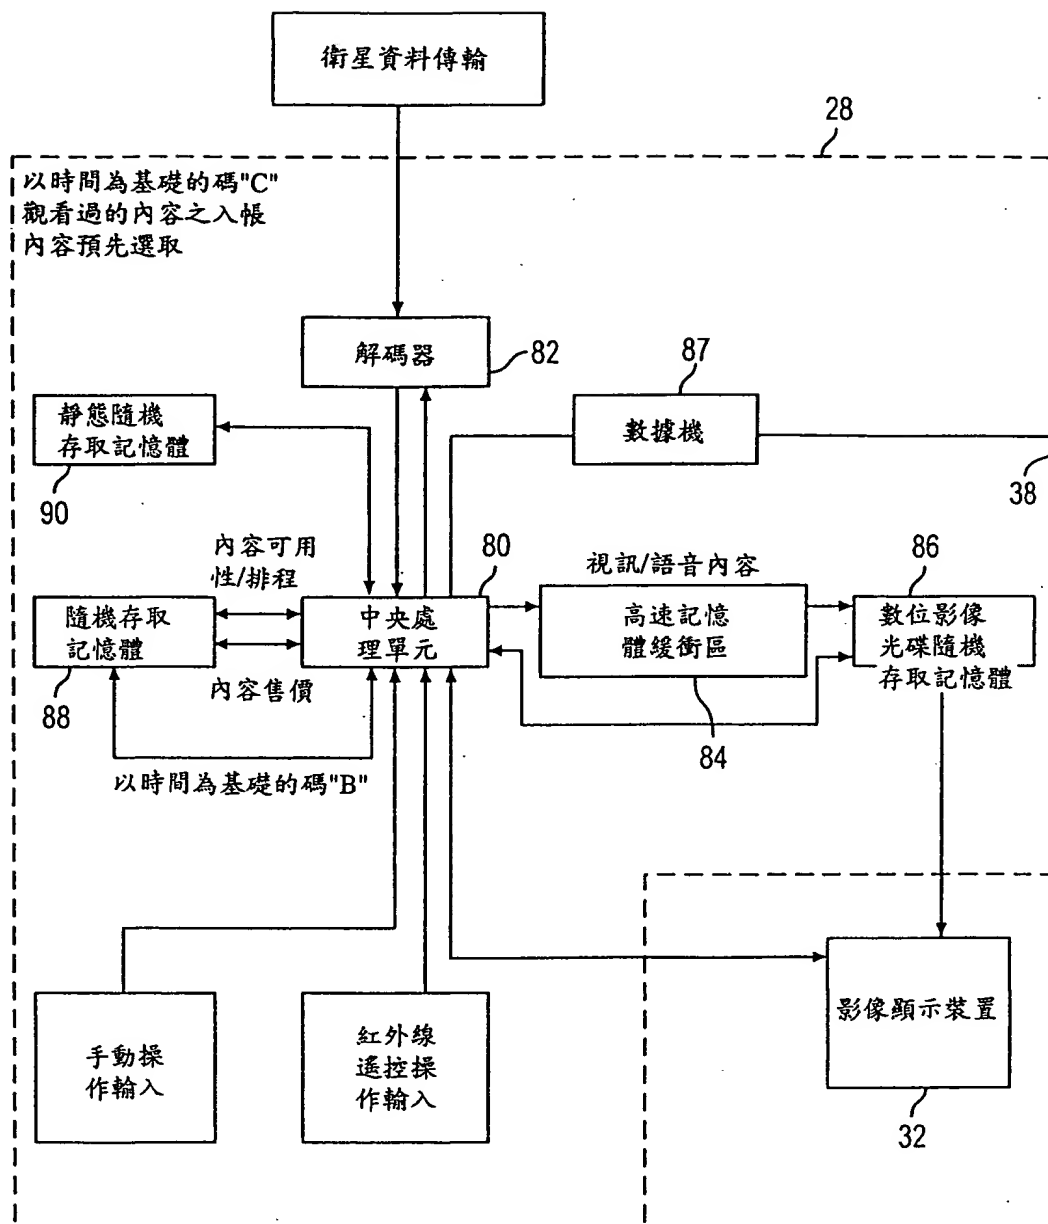 衛星資料傳輸
28
以時間為基礎的碼"C"
觀看過的內容之入帳
內容預先選取
解碼器
82
87
數據機
38
靜態隨機
存取記憶體
90
內容可用
性/排程
80
視訊/語音內容
86
隨機存取
記憶體
中央處
理單元
高速記憶
體緩衝區
數位影像
光碟隨機
存取記憶體
88
內容售價
84
以時間為基礎的碼"B"
手動操
作輸入
紅外線
遙控操
作輸入
影像顯示裝置
32